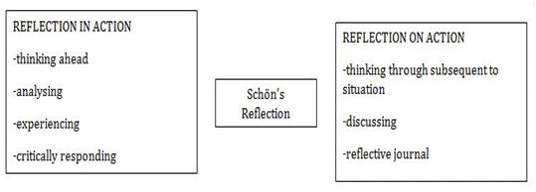 REFLECTION IN ACTION
-thinking ahead
-analysing
-experiencing
-critically responding
Schön's
Reflection
REFLECTION ON ACTION
-thinking through subsequent to
situation
-discussing
-reflective journal